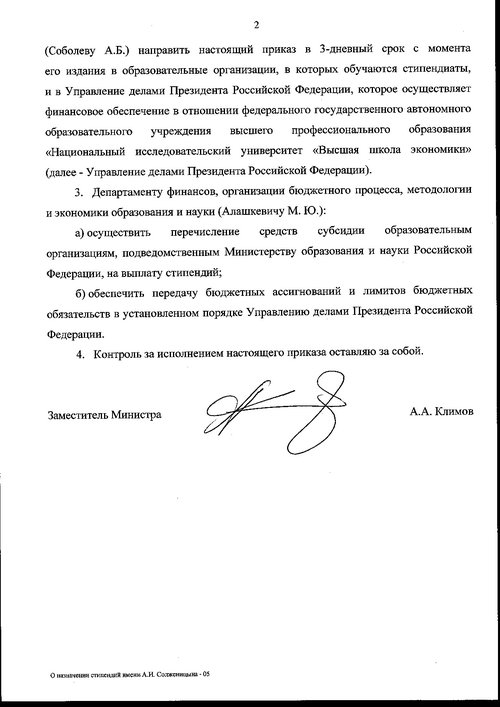 2
(Соболеву А.Б.) направить настоящий приказ в 3-дневный срок с момента
его издания в образовательные организации, в которых обучаются стипендиаты,
и в Управление делами Президента Российской Федерации, которое осуществляет
финансовое обеспечение в отношении федерального государственного автономного
образовательного учреждения высшего профессионального образования
«Национальный исследовательский университет «Высшая школа экономики»
(далее - Управление делами Президента Российской Федерации).
3. Департаменту финансов, организации бюджетного процесса, методологии
и экономики образования и науки (Алашкевичу М. Ю.):
а) осуществить перечисление средств субсидии образовательным
организациям, подведомственным Министерству образования и науки Российской
Федерации, на выплату стипендий;
б) обеспечить передачу бюджетных ассигнований и лимитов бюджетных
обязательств в установленном порядке Управлению делами Президента Российской
Федерации.
4. Контроль за исполнением настоящего приказа оставляю за собой.
Заместитель Министра А.А. Климов
О назначении стипендий имени А.И. Солженицына - 05